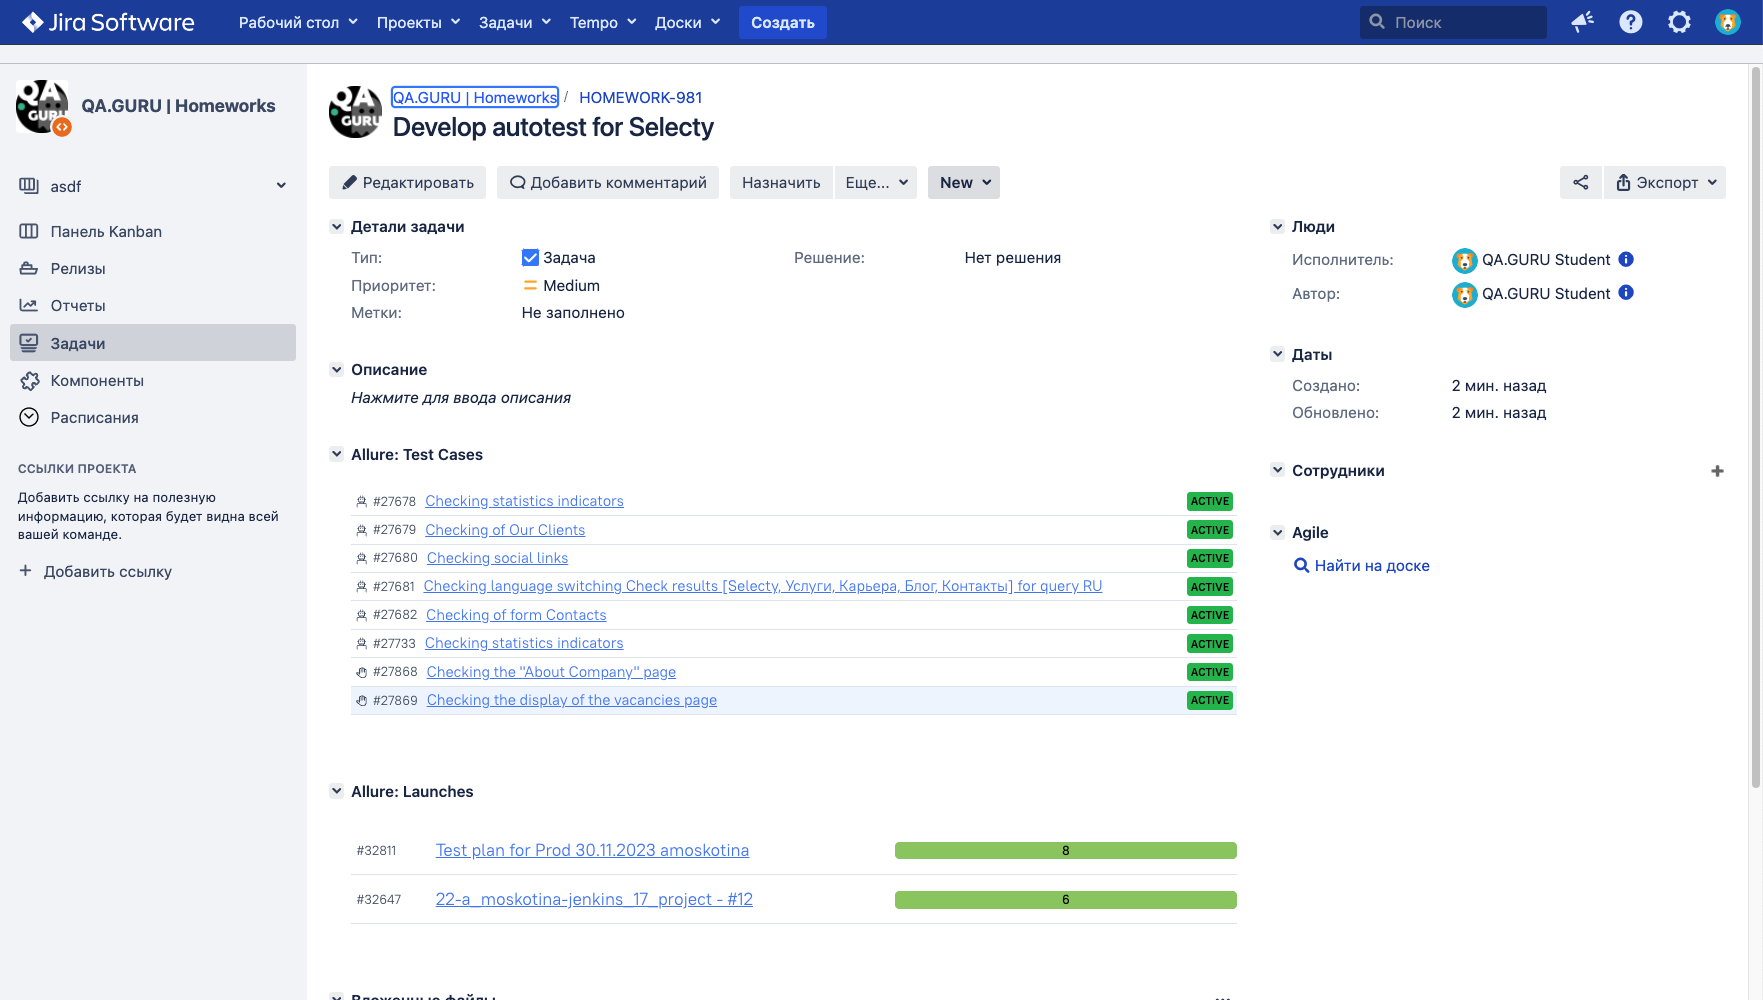 Jira Software Рабочий стол Проекты Задачи Tempo Доски Создать Поиск
QA.GURU | Homeworks
asdf
Панель Kanban
Релизы
Отчеты
Задачи
Компоненты
Расписания
ССЫЛКИ ПРОЕКТА
Добавить ссылку на полезную
информацию, которая будет видна всей
вашей команде.
+ Добавить ссылку
QA.GURU | Homeworks / HOMEWORK-981
Develop autotest for Selecty
Редактировать Добавить комментарий Назначить Еще... New Экспорт
Детали задачи
Тип: Задача Решение: Нет решения
Приоритет: Medium
Метки: Не заполнено
Описание
Нажмите для ввода описания
Allure: Test Cases
#27678 Checking statistics indicators ACTIVE
#27679 Checking of Our Clients ACTIVE
#27680 Checking social links ACTIVE
#27681 Checking language switching Check results [Selecty, Услуги, Карьера, Блог, Контакты] for query RU ACTIVE
#27682 Checking of form Contacts ACTIVE
#27733 Checking statistics indicators ACTIVE
#27868 Checking the "About Company" page ACTIVE
#27869 Checking the display of the vacancies page ACTIVE
Allure: Launches
#32811 Test plan for Prod 30.11.2023 amoskotina 8
#32647 22-a_moskotina-jenkins_17_project - #12 6
Вложенные файлы ...
Люди
Исполнитель: QA.GURU Student
Автор: QA.GURU Student
Даты
Создано: 2 мин. назад
Обновлено: 2 мин. назад
Сотрудники
Agile
Найти на доске